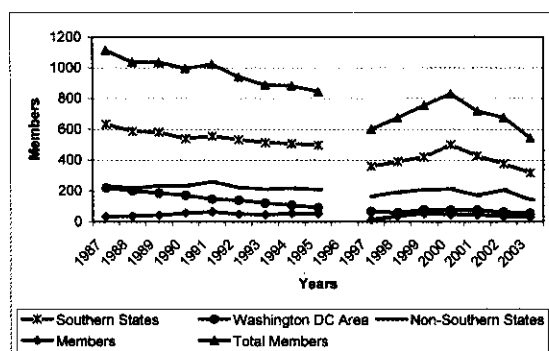 1200
1000
800
600
400
200
0
Members
1987 1988 1989 1990 1991 1992 1993 1994 1995 1996 1997 1998 1999 2000 2001 2002 2003
Years
Southern States Washington DC Area Non-Southern States
Members Total Members